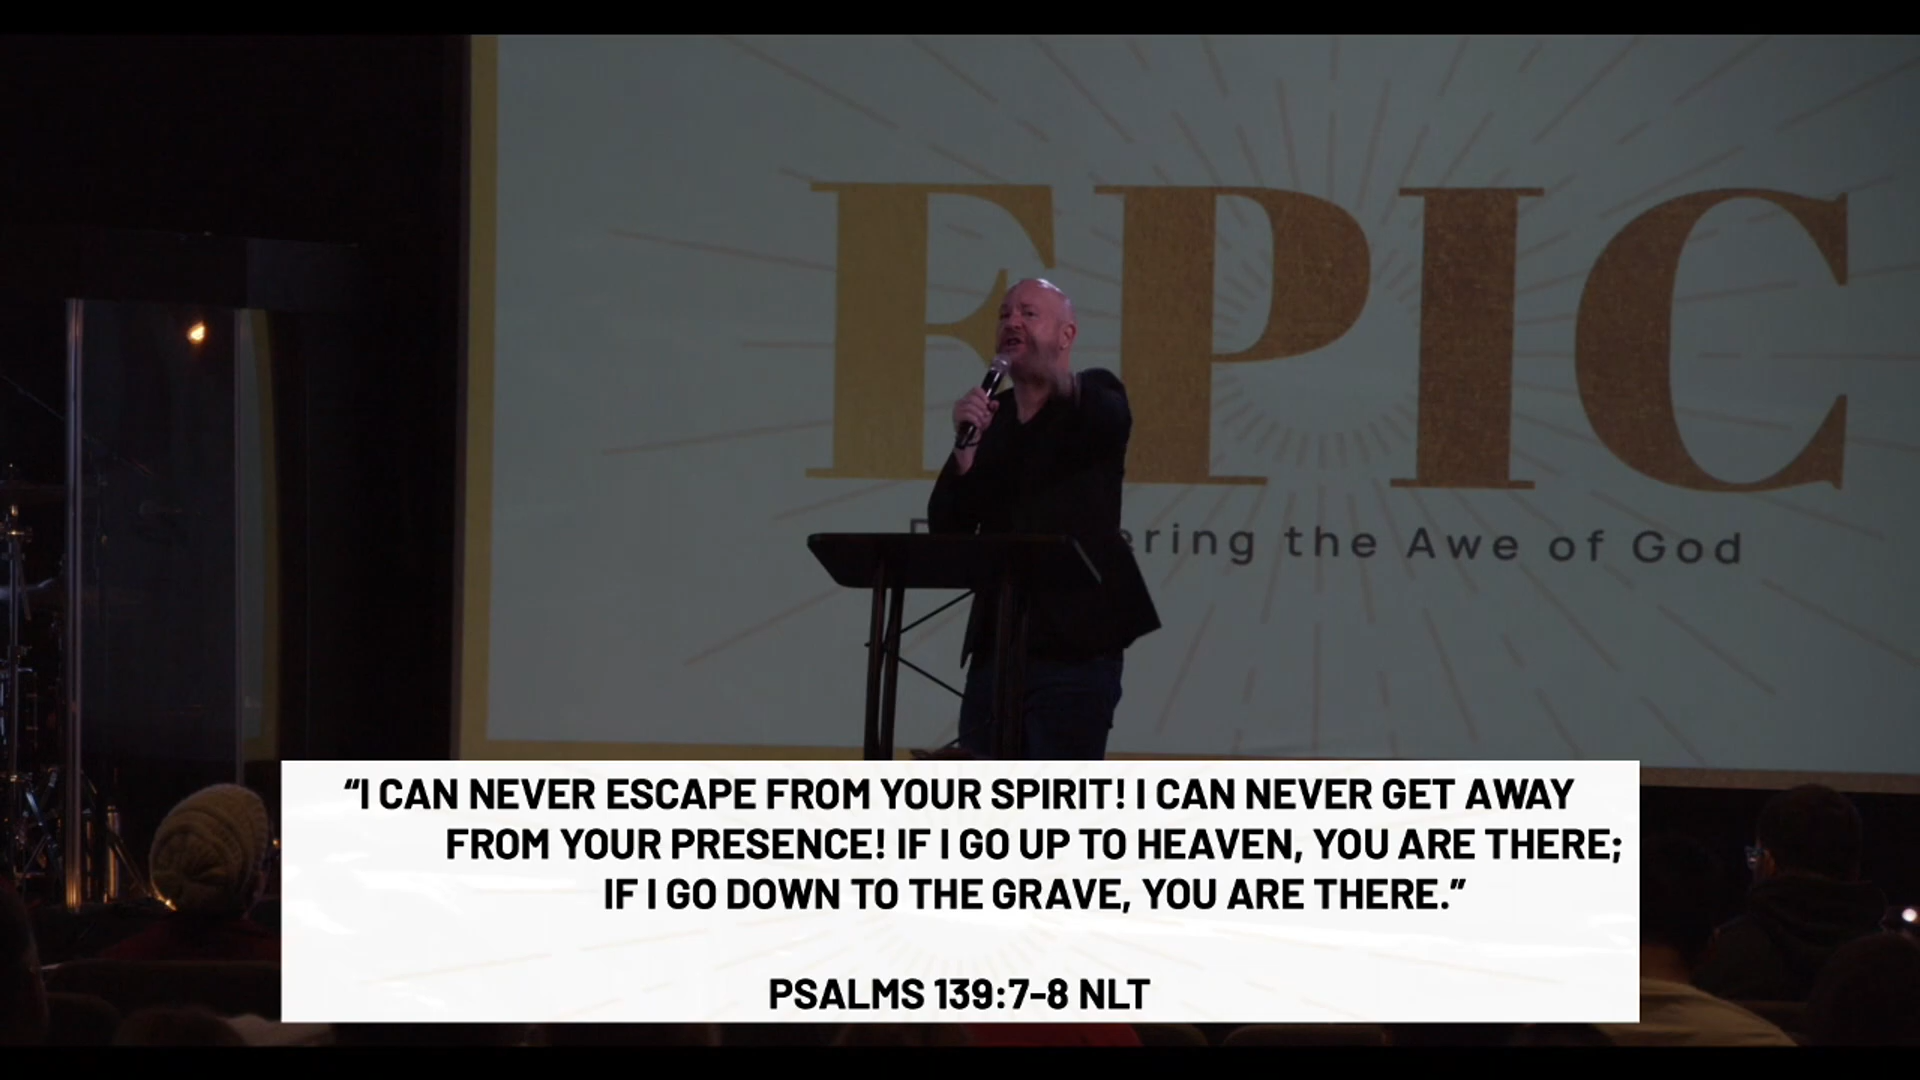 EPIC
ering the Awe of God
“I CAN NEVER ESCAPE FROM YOUR SPIRIT! I CAN NEVER GET AWAY
FROM YOUR PRESENCE! IF I GO UP TO HEAVEN, YOU ARE THERE;
IF I GO DOWN TO THE GRAVE, YOU ARE THERE.”
PSALMS 139:7-8 NLT